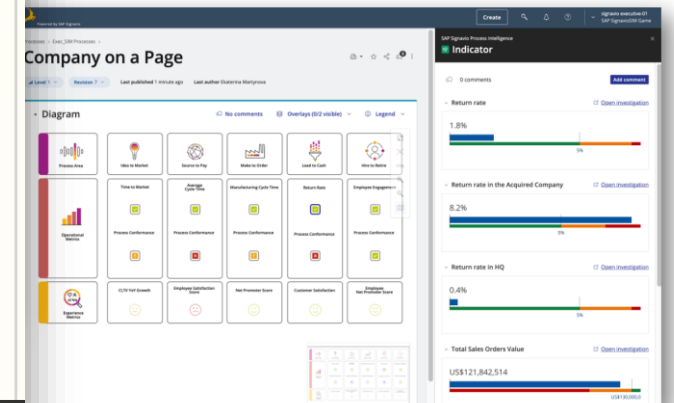 Powered by SAP Signavio
Create
signavio executive-01
SAP SignavioSIM Game
Processes > Exec_SIM Processes >
Company on a Page
Level 1
Revision 7
Last published 1 minute ago
Last author Ekaterina Martynova
Diagram
No comments
Overlays (0/2 visible)
Legend
Process Area
Idea to Market
Source to Pay
Make to Order
Lead to Cash
Hire to Retire
Operational Metrics
Time to Market
Average Cycle Time
Manufacturing Cycle Time
Return Rate
Employee Engagement
Process Conformance
Process Conformance
Process Conformance
Process Conformance
Process Conformance
Experience Metrics
CLTV YoY Growth
Employee Satisfaction Score
Net Promoter Score
Customer Satisfaction
Employee Net Promoter Score
SAP Signavio Process Intelligence
Indicator
0 comments
Add comment
Return rate
Open investigation
1.8%
5%
Return rate in the Acquired Company
Open investigation
8.2%
5%
Return rate in HQ
Open investigation
0.4%
5%
Total Sales Orders Value
Open investigation
US$121,842,514